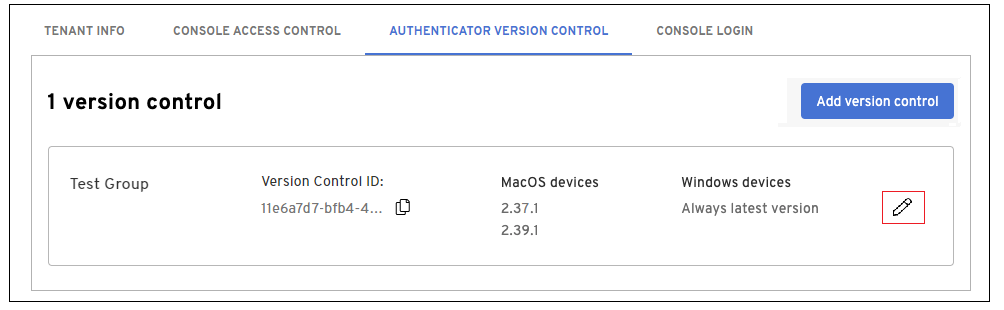 TENANT INFO
CONSOLE ACCESS CONTROL
AUTHENTICATOR VERSION CONTROL
CONSOLE LOGIN
1 version control
Add version control
Test Group
Version Control ID:
11e6a7d7-bfb4-4...
MacOS devices
2.37.1
2.39.1
Windows devices
Always latest version